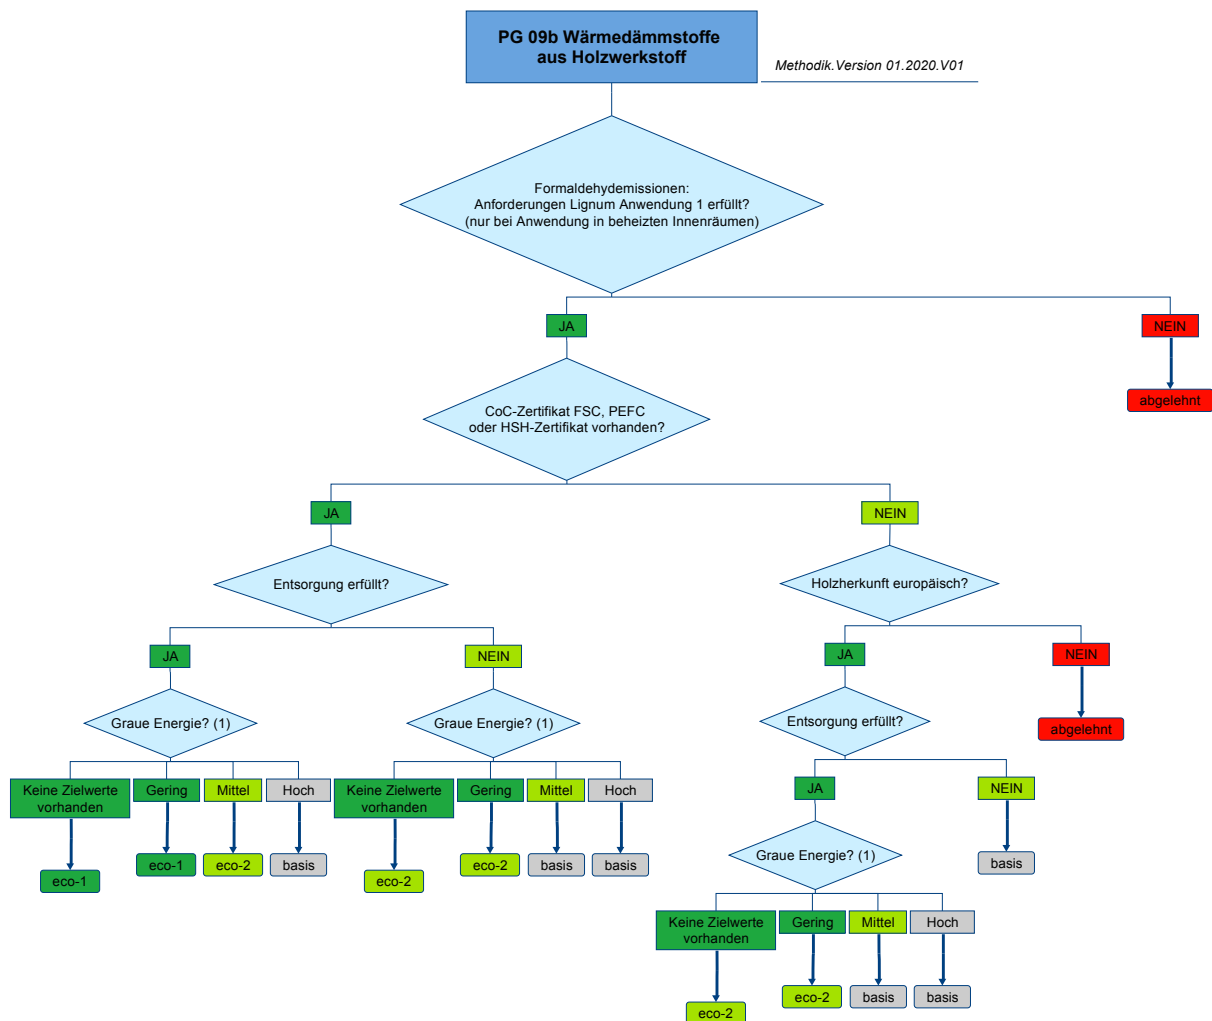 PG 09b Wärmedämmstoffe
aus Holzwerkstoff
Methodik.Version 01.2020.V01
Formaldehydemissionen:
Anforderungen Lignum Anwendung 1 erfüllt?
(nur bei Anwendung in beheizten Innenräumen)
JA
NEIN
abgelehnt
CoC-Zertifikat FSC, PEFC
oder HSH-Zertifikat vorhanden?
JA
NEIN
Entsorgung erfüllt?
Holzherkunft europäisch?
JA
NEIN
JA
NEIN
Graue Energie? (1)
Graue Energie? (1)
Entsorgung erfüllt?
abgelehnt
Keine Zielwerte
vorhanden
Gering
Mittel
Hoch
Keine Zielwerte
vorhanden
Gering
Mittel
Hoch
JA
NEIN
eco-1
eco-1
eco-2
basis
eco-2
eco-2
basis
basis
Graue Energie? (1)
basis
Keine Zielwerte
vorhanden
Gering
Mittel
Hoch
eco-2
eco-2
basis
basis